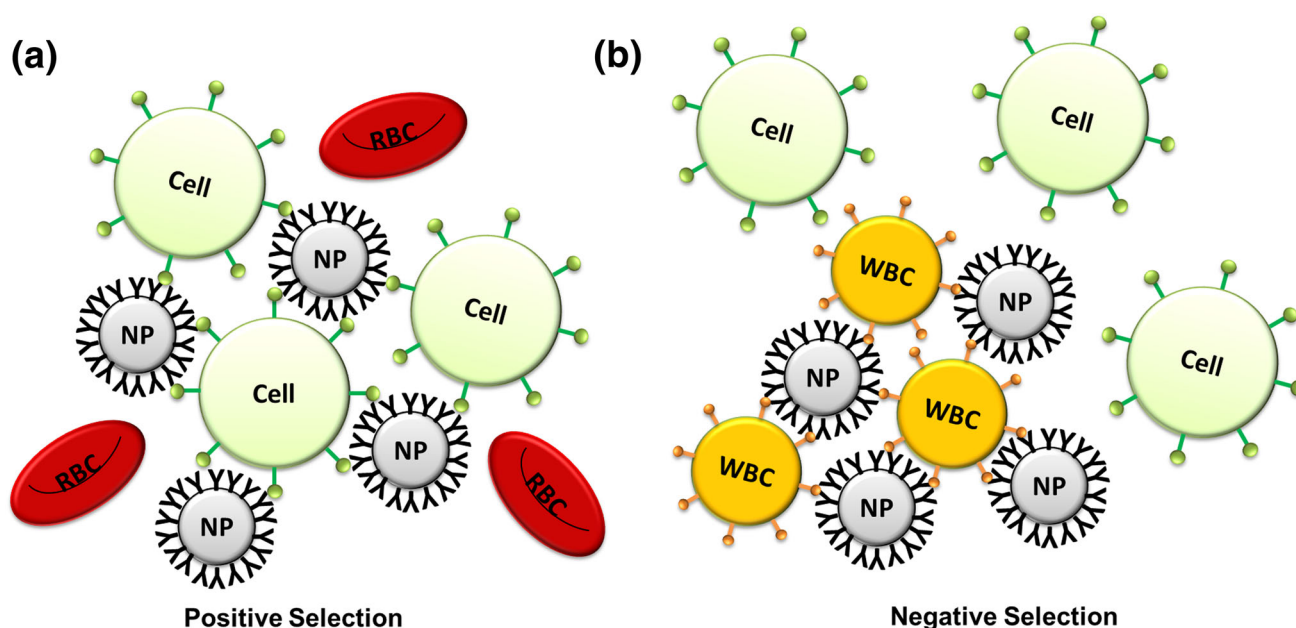 (a)
RBC
Cell
NP
Cell
NP
Cell
NP
RBC
RBC
NP
Positive Selection
(b)
Cell
Cell
WBC
NP
Cell
NP
WBC
WBC
NP
NP
Negative Selection